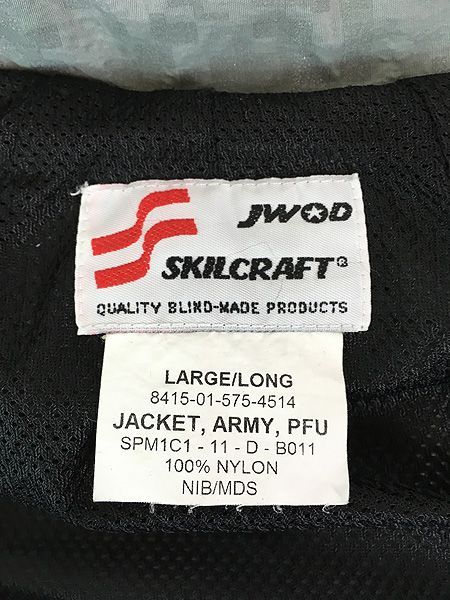 JWOD
SKILCRAFT®
QUALITY BLIND-MADE PRODUCTS
LARGE/LONG
8415-01-575-4514
JACKET, ARMY, PFU
SPM1C1 - 11 - D - B011
100% NYLON
NIB/MDS